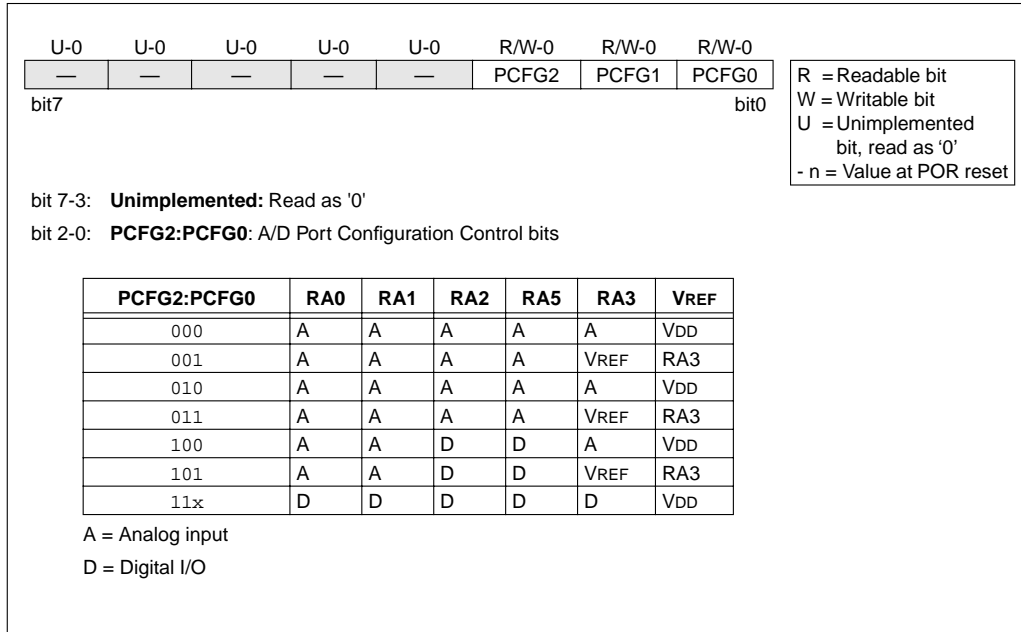 U-0 U-0 U-0 U-0 U-0 R/W-0 R/W-0 R/W-0
— — — — — PCFG2 PCFG1 PCFG0
bit7 bit0
R = Readable bit
W = Writable bit
U = Unimplemented
bit, read as ‘0’
- n = Value at POR reset
bit 7-3: Unimplemented: Read as '0'
bit 2-0: PCFG2:PCFG0: A/D Port Configuration Control bits
PCFG2:PCFG0 RA0 RA1 RA2 RA5 RA3 VREF
000 A A A A A VDD
001 A A A A VREF RA3
010 A A A A A VDD
011 A A A A VREF RA3
100 A A D D A VDD
101 A A D D VREF RA3
11x D D D D D VDD
A = Analog input
D = Digital I/O